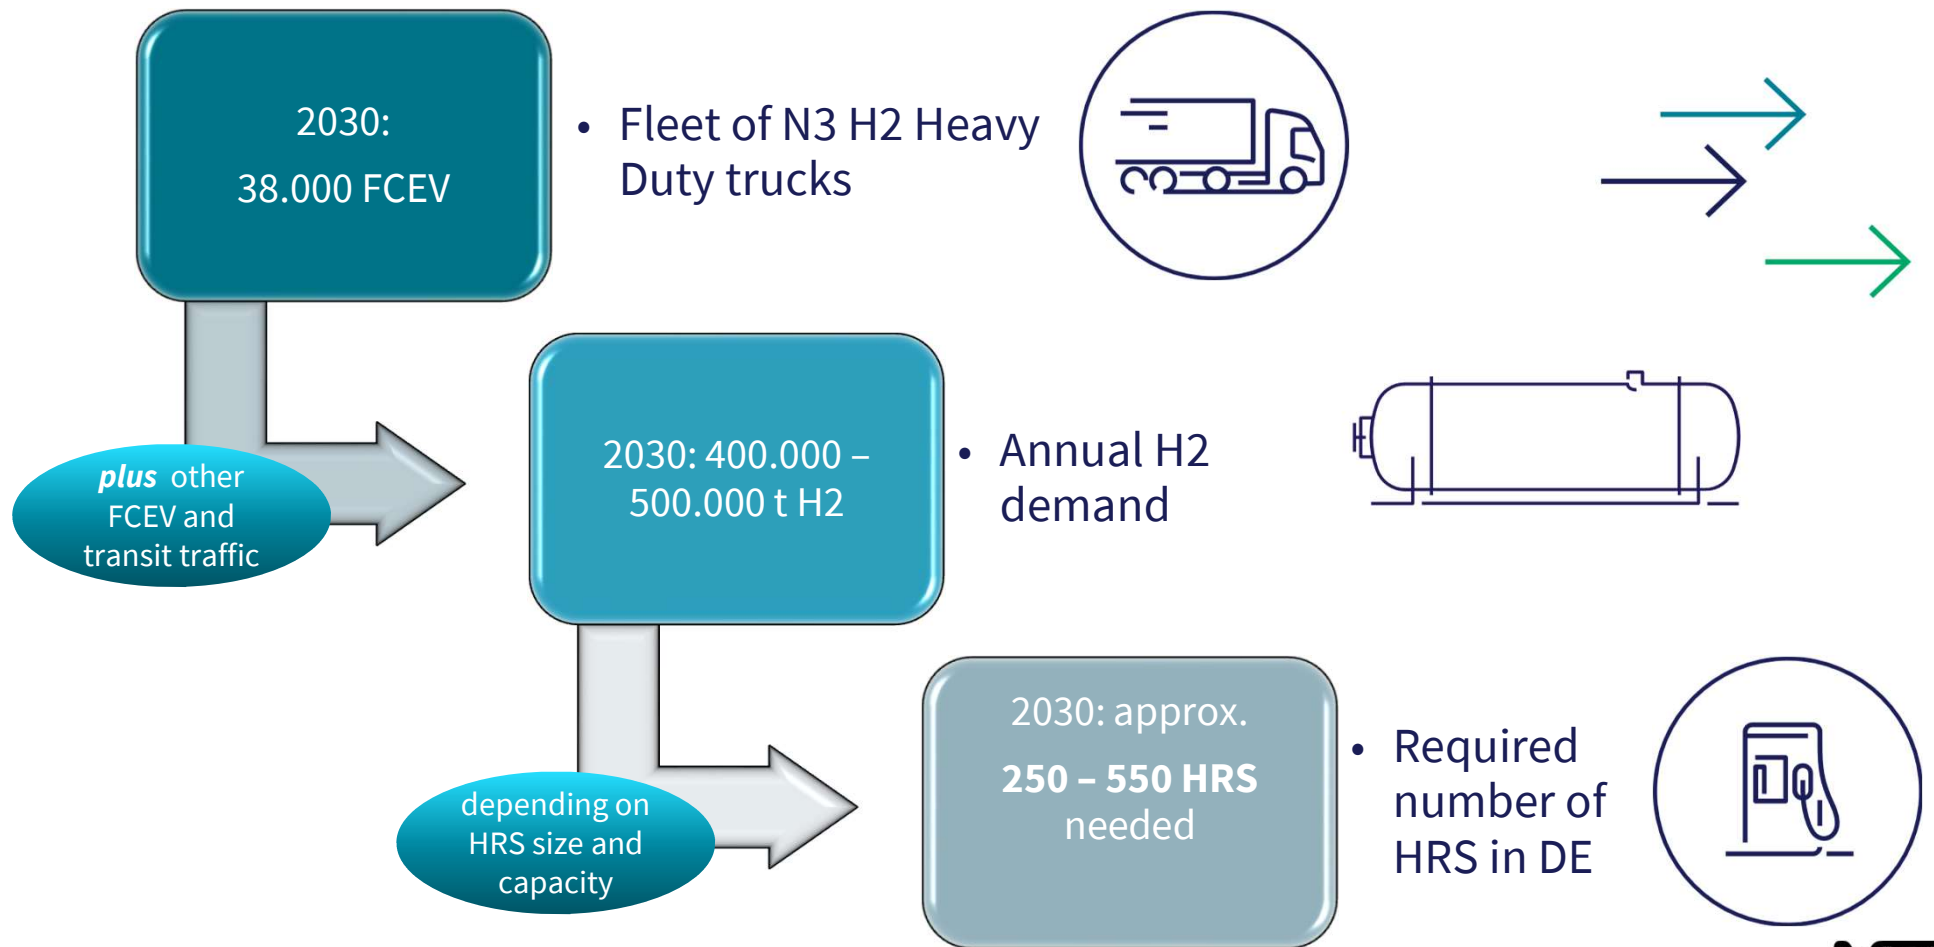 2030:
38.000 FCEV
• Fleet of N3 H2 Heavy
Duty trucks
plus other
FCEV and
transit traffic
2030: 400.000 –
500.000 t H2
• Annual H2
demand
depending on
HRS size and
capacity
2030: approx.
250 – 550 HRS
needed
• Required
number of
HRS in DE